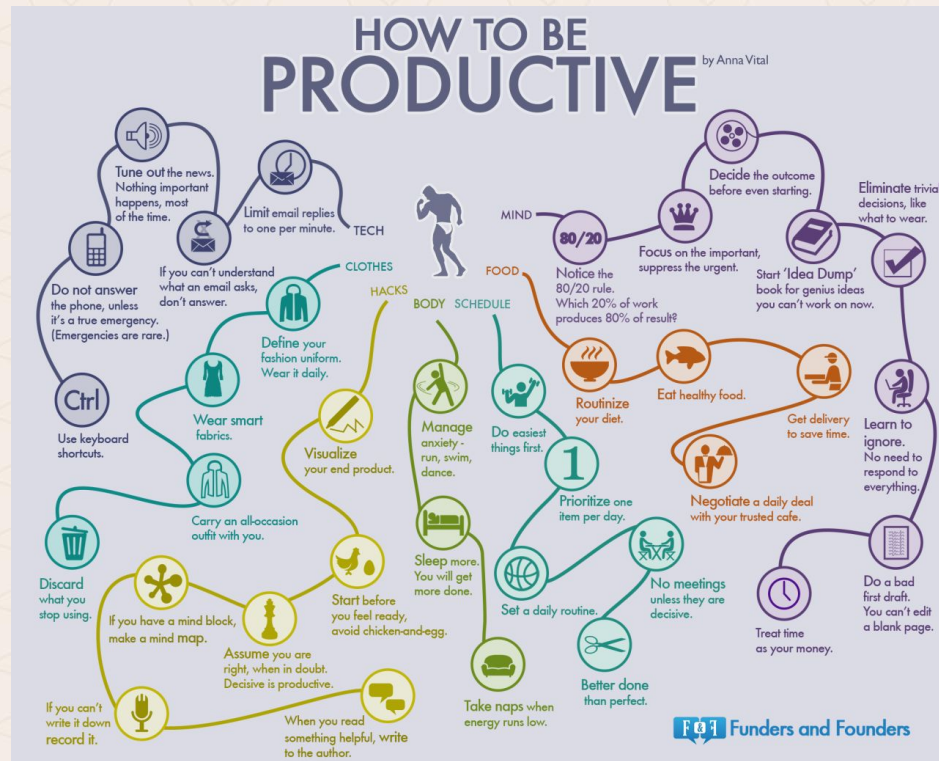 HOW TO BE
PRODUCTIVE
by Anna Vital
TECH
Limit email replies
to one per minute.
If you can't understand
what an email asks,
don't answer.
Tune out the news.
Nothing important
happens, most
of the time.
Do not answer
the phone, unless
it's a true emergency.
(Emergencies are rare.)
Ctrl
Use keyboard
shortcuts.
CLOTHES
Define your
fashion uniform.
Wear it daily.
Wear smart
fabrics.
Carry an all-occasion
outfit with you.
Discard
what you
stop using.
HACKS
Visualize
your end product.
Start before
you feel ready,
avoid chicken-and-egg.
Assume you are
right, when in doubt.
Decisive is productive.
If you have a mind block,
make a mind map.
If you can't
write it down
record it.
When you read
something helpful, write
to the author.
BODY
Manage
anxiety -
run, swim,
dance.
Sleep more.
You will get
more done.
Take naps when
energy runs low.
SCHEDULE
Do easiest
things first.
1
Prioritize one
item per day.
Set a daily routine.
No meetings
unless they are
decisive.
Better done
than perfect.
FOOD
Routinize
your diet.
Eat healthy food.
Get delivery
to save time.
Negotiate a daily deal
with your trusted cafe.
MIND
80/20
Notice the
80/20 rule.
Which 20% of work
produces 80% of result?
Focus on the important,
suppress the urgent.
Decide the outcome
before even starting.
Start 'Idea Dump'
book for genius ideas
you can't work on now.
Eliminate trivia
decisions, like
what to wear.
Learn to
ignore.
No need to
respond to
everything.
Do a bad
first draft.
You can't edit
a blank page.
Treat time
as your money.
F&F Funders and Founders